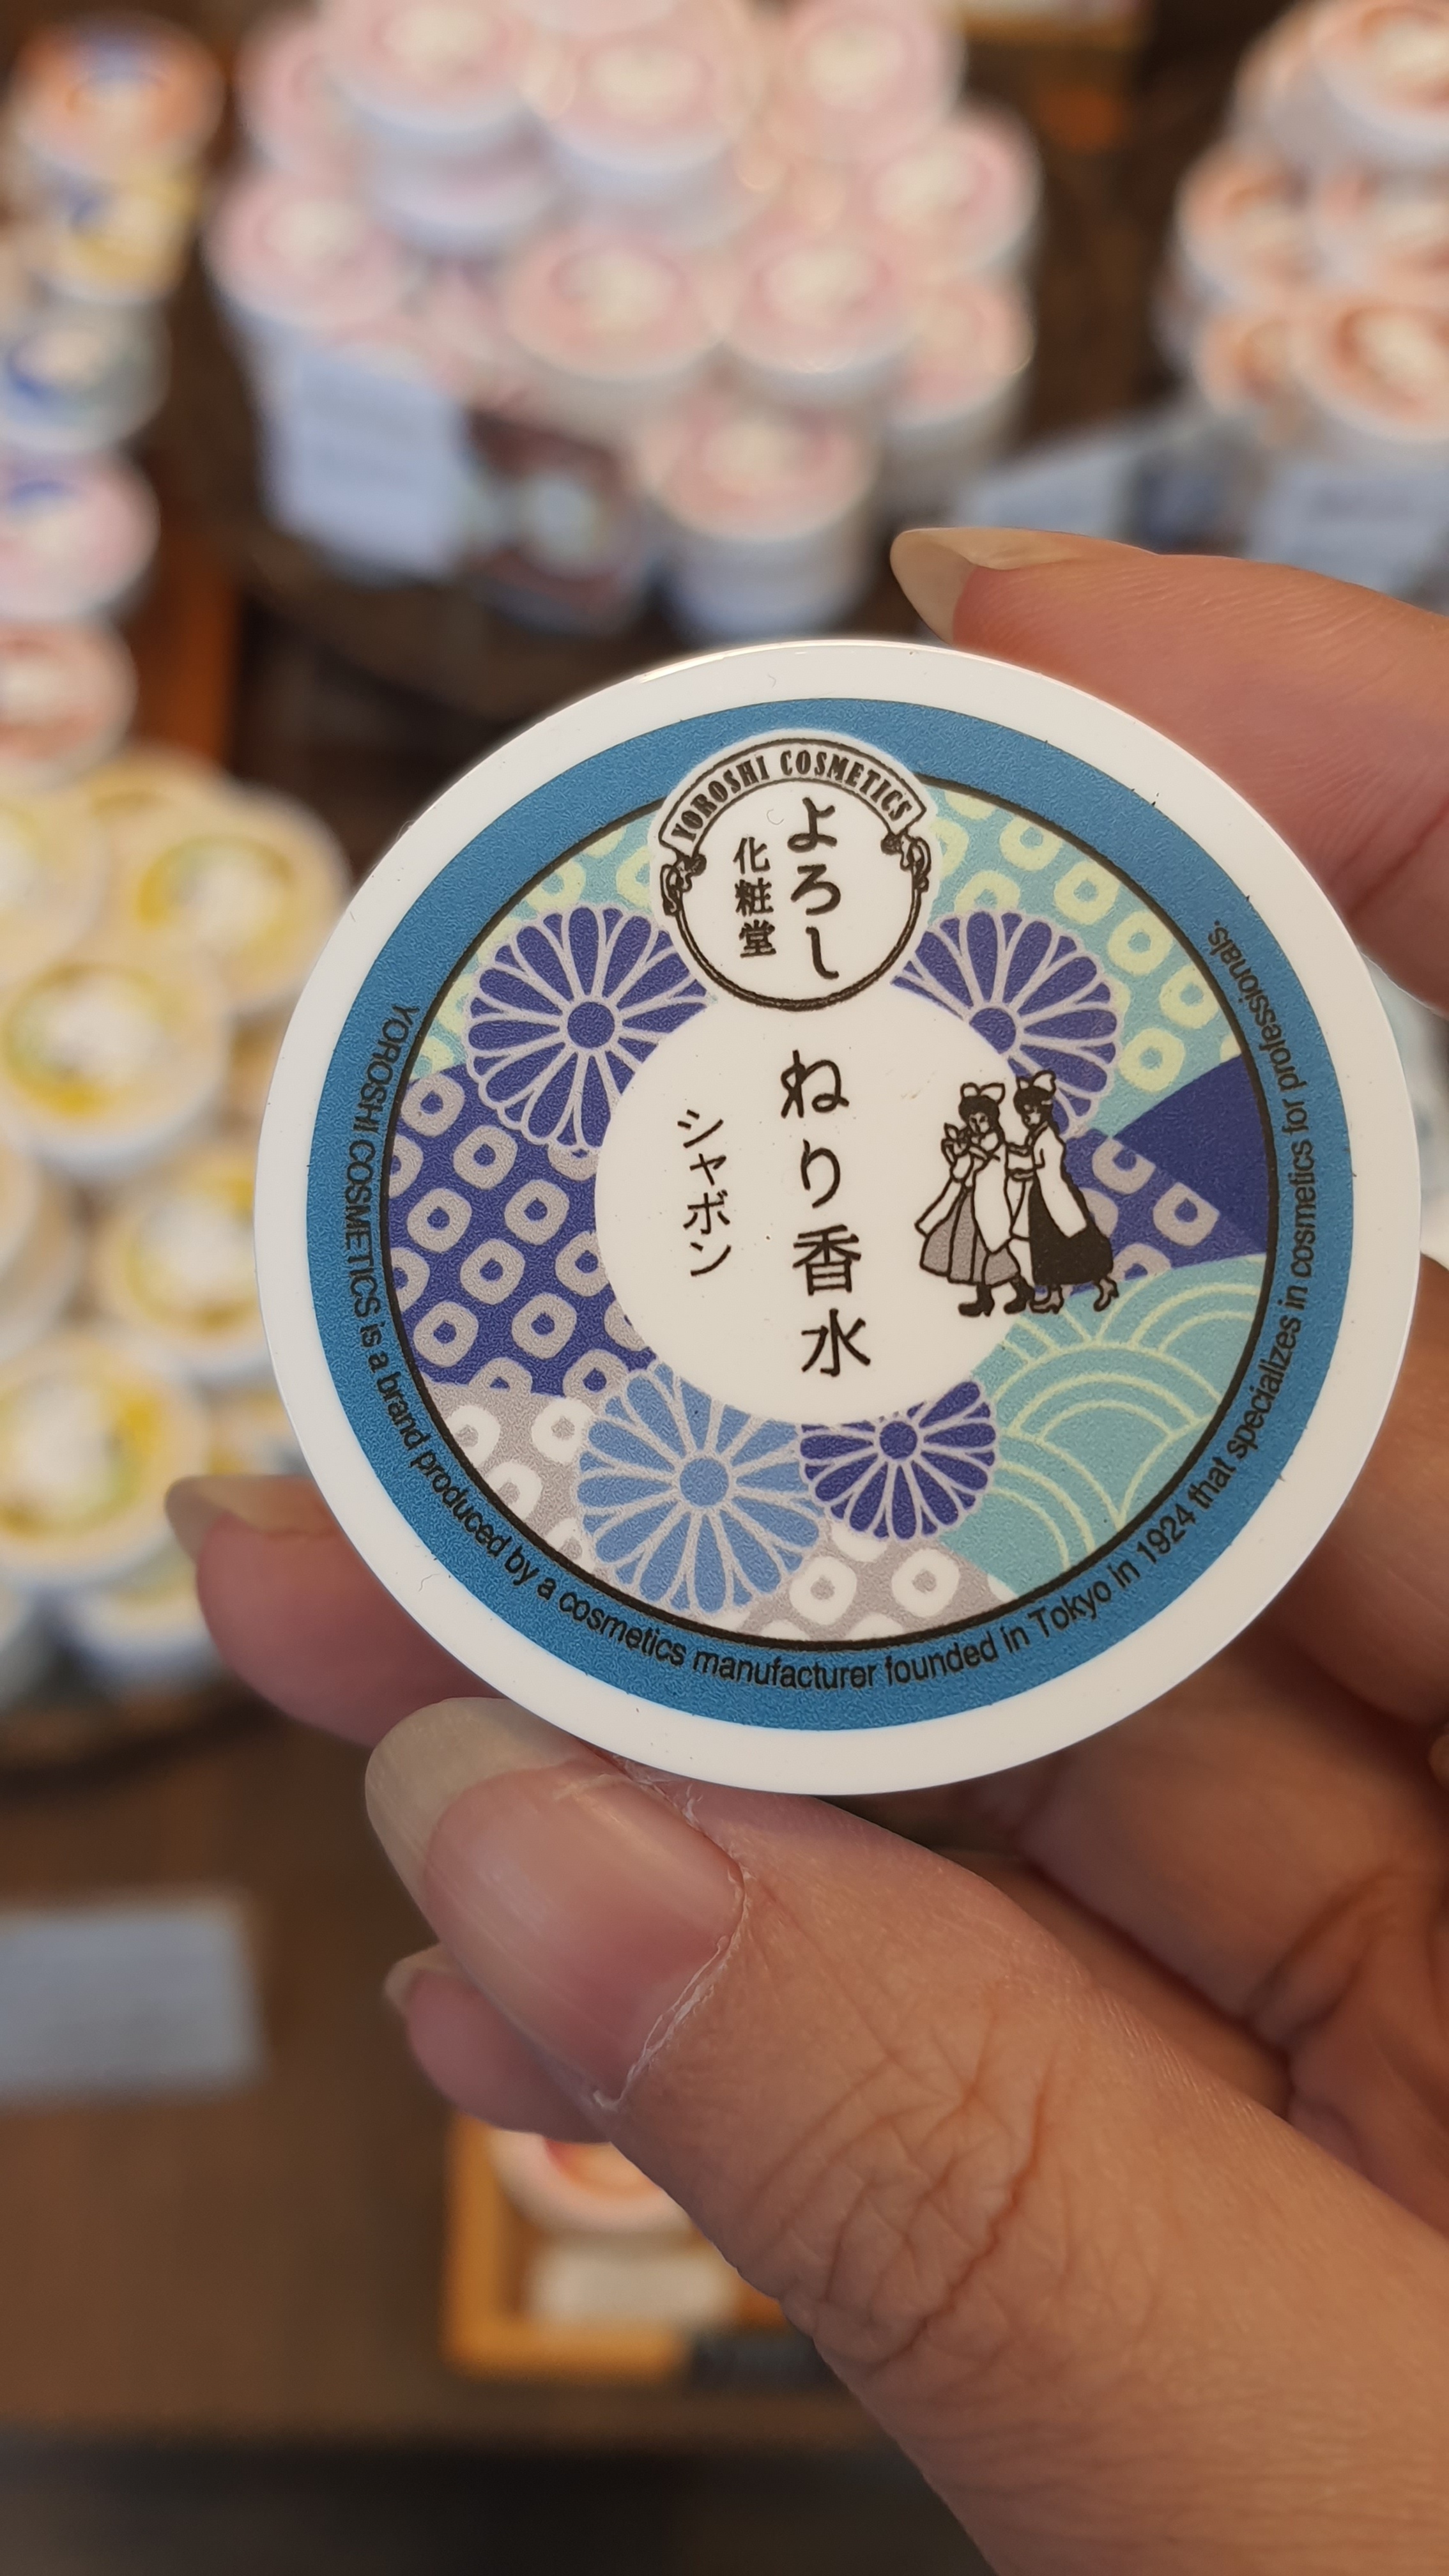 YOROSHI COSMETICS
よろし
化粧堂
ねり香水
シャボン
YOROSHI COSMETICS is a brand produced by a cosmetics manufacturer founded in Tokyo in 1924 that specializes in cosmetics for professionals.